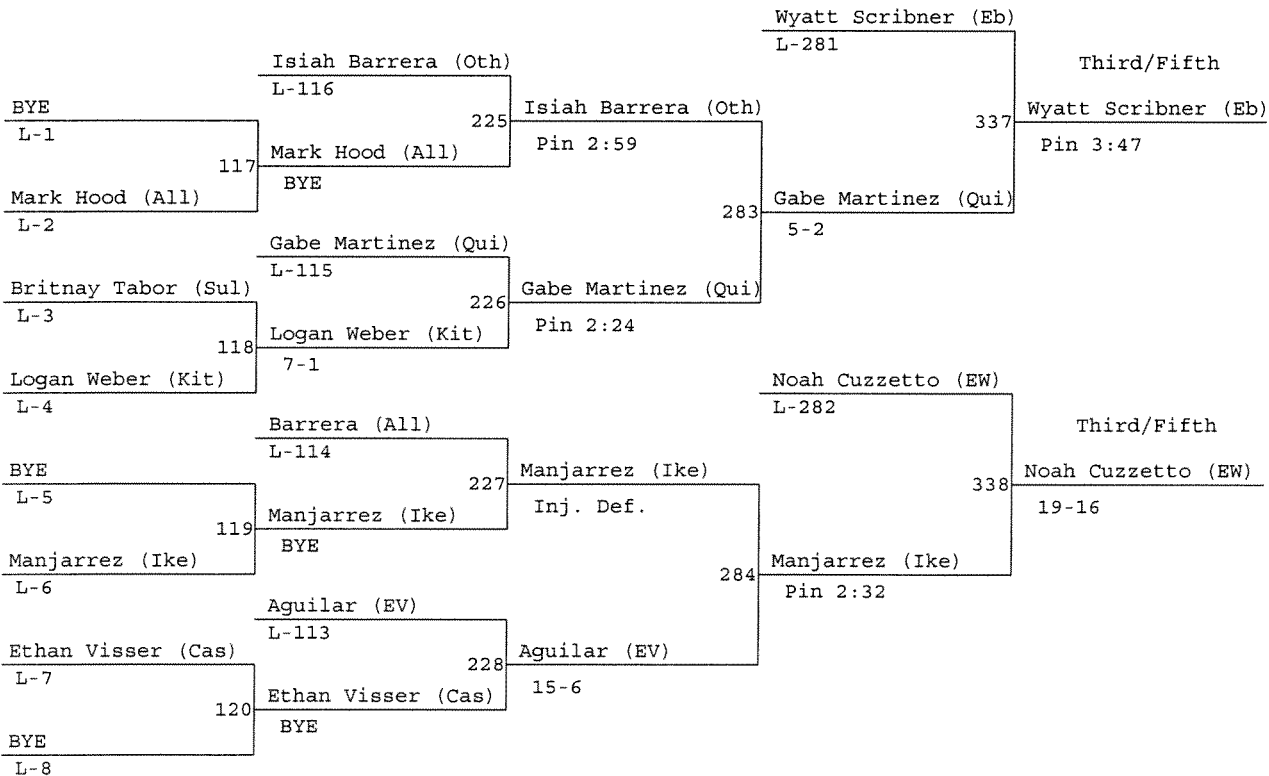 Wyatt Scribner (Eb)
L-281
Isiah Barrera (Oth)
Third/Fifth
L-116
BYE
Isiah Barrera (Oth)
Wyatt Scribner (Eb)
L-1
225
337
Pin 2:59
Pin 3:47
117
Mark Hood (All)
BYE
Mark Hood (All)
Gabe Martinez (Qui)
L-2
283
5-2
Gabe Martinez (Qui)
L-115
Britnay Tabor (Sul)
Gabe Martinez (Qui)
L-3
226
Pin 2:24
118
Logan Weber (Kit)
7-1
Logan Weber (Kit)
Noah Cuzzetto (EW)
L-4
L-282
Barrera (All)
Third/Fifth
L-114
BYE
Manjarrez (Ike)
Noah Cuzzetto (EW)
L-5
227
338
Inj. Def.
19-16
119
Manjarrez (Ike)
BYE
Manjarrez (Ike)
Manjarrez (Ike)
L-6
284
Pin 2:32
Aguilar (EV)
L-113
Ethan Visser (Cas)
Aguilar (EV)
L-7
228
15-6
120
Ethan Visser (Cas)
BYE
BYE
L-8